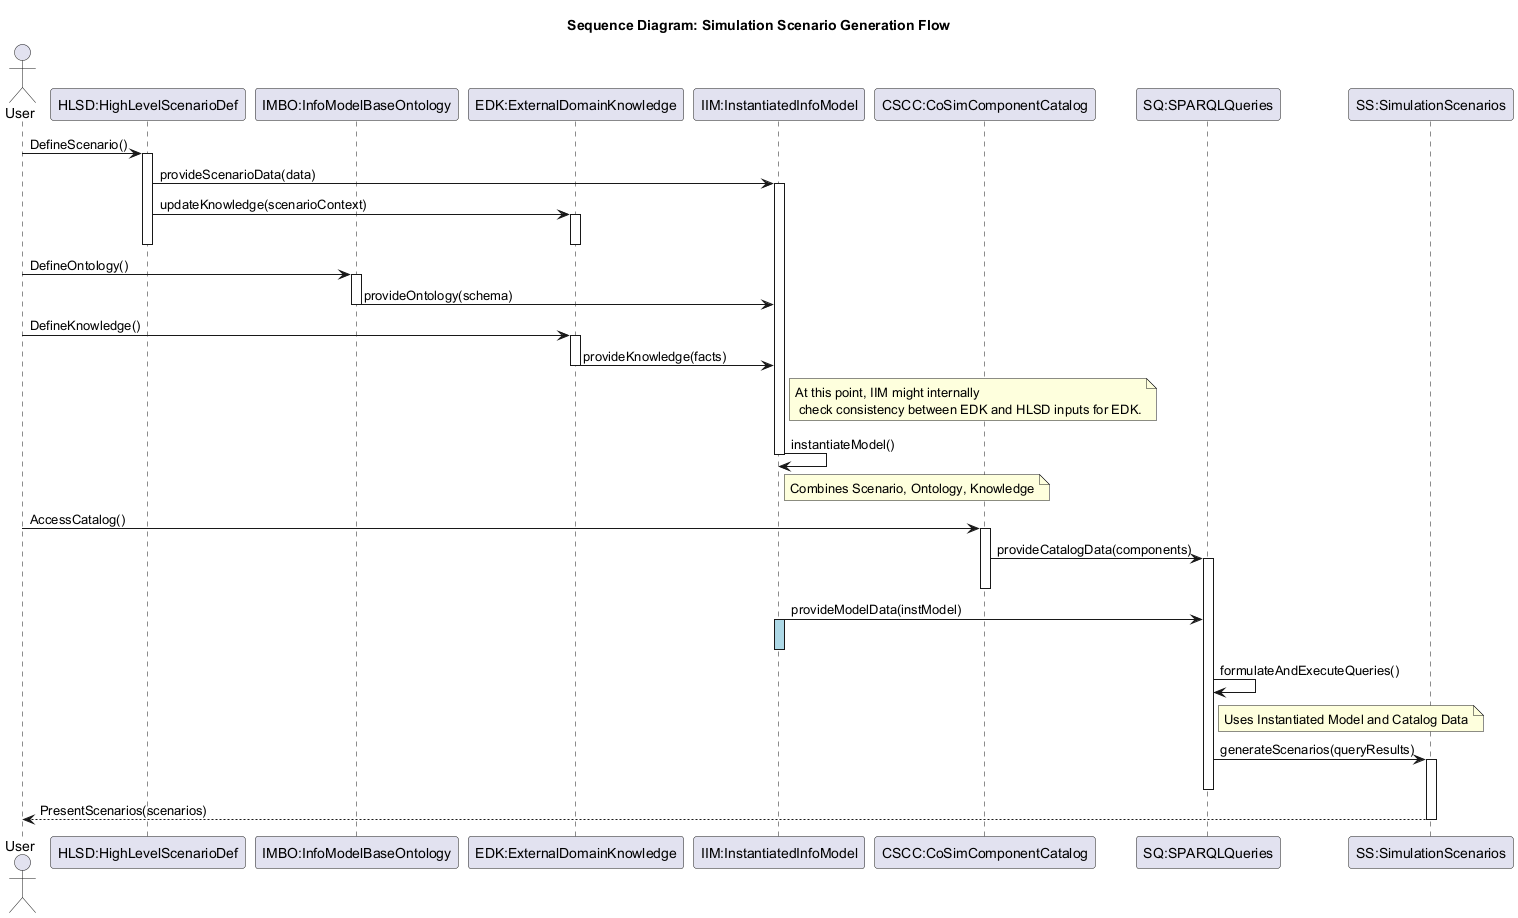 Sequence Diagram: Simulation Scenario Generation Flow
User
HLSD:HighLevelScenarioDef
IMBO:InfoModelBaseOntology
EDK:ExternalDomainKnowledge
IIM:InstantiatedInfoModel
CSCC:CoSimComponentCatalog
SQ:SPARQLQueries
SS:SimulationScenarios
DefineScenario()
provideScenarioData(data)
updateKnowledge(scenarioContext)
DefineOntology()
provideOntology(schema)
DefineKnowledge()
provideKnowledge(facts)
At this point, IIM might internally
check consistency between EDK and HLSD inputs for EDK.
instantiateModel()
Combines Scenario, Ontology, Knowledge
AccessCatalog()
provideCatalogData(components)
provideModelData(instModel)
formulateAndExecuteQueries()
Uses Instantiated Model and Catalog Data
generateScenarios(queryResults)
PresentScenarios(scenarios)
User
HLSD:HighLevelScenarioDef
IMBO:InfoModelBaseOntology
EDK:ExternalDomainKnowledge
IIM:InstantiatedInfoModel
CSCC:CoSimComponentCatalog
SQ:SPARQLQueries
SS:SimulationScenarios